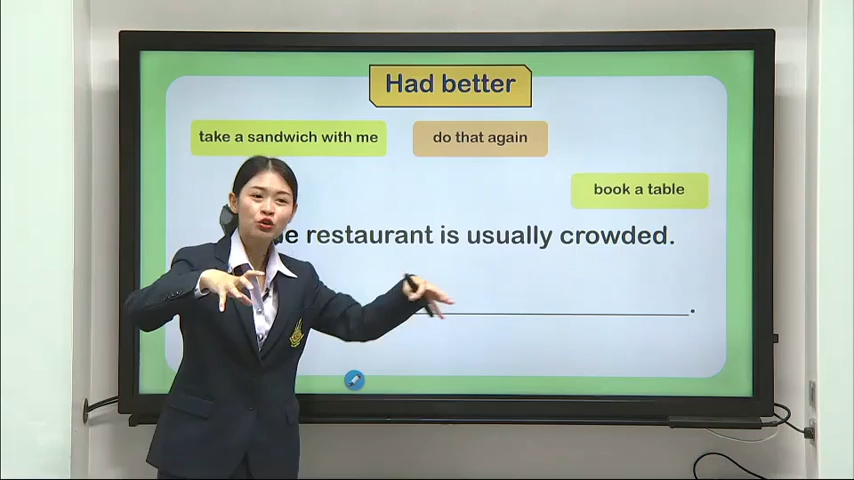 Had better
take a sandwich with me
do that again
book a table
restaurant is usually crowded.